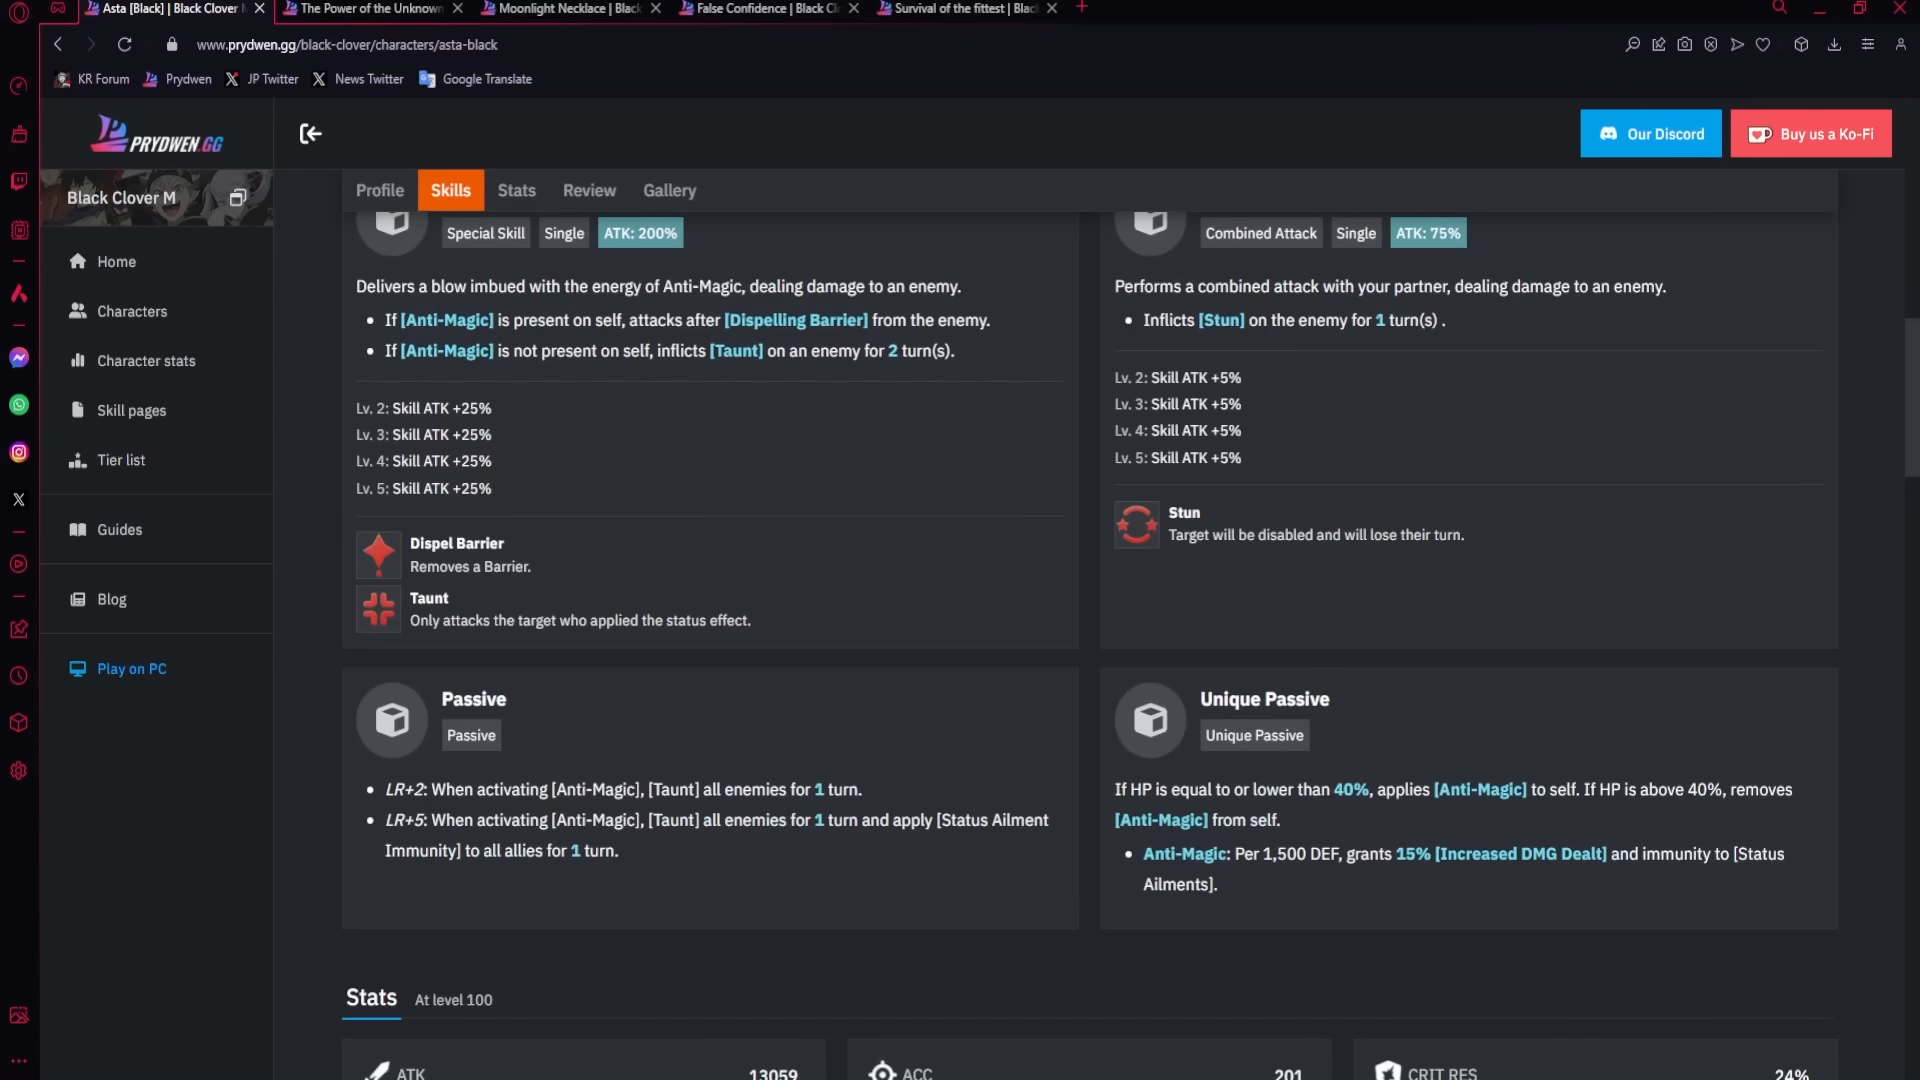 Asta [Black] | Black Clover
The Power of the Unknown
Moonlight Necklace | Black
False Confidence | Black Cl
Survival of the fittest | Black
www.prydwen.gg/black-clover/characters/asta-black
KR Forum
Prydwen
JP Twitter
News Twitter
Google Translate
PRYDWEN.GG
Our Discord
Buy us a Ko-Fi
Black Clover M
Home
Characters
Character stats
Skill pages
Tier list
Guides
Blog
Play on PC
Profile
Skills
Stats
Review
Gallery
Special Skill
Single
ATK: 200%
Delivers a blow imbued with the energy of Anti-Magic, dealing damage to an enemy.
If [Anti-Magic] is present on self, attacks after [Dispelling Barrier] from the enemy.
If [Anti-Magic] is not present on self, inflicts [Taunt] on an enemy for 2 turn(s).
Lv. 2: Skill ATK +25%
Lv. 3: Skill ATK +25%
Lv. 4: Skill ATK +25%
Lv. 5: Skill ATK +25%
Dispel Barrier
Removes a Barrier.
Taunt
Only attacks the target who applied the status effect.
Combined Attack
Single
ATK: 75%
Performs a combined attack with your partner, dealing damage to an enemy.
Inflicts [Stun] on the enemy for 1 turn(s) .
Lv. 2: Skill ATK +5%
Lv. 3: Skill ATK +5%
Lv. 4: Skill ATK +5%
Lv. 5: Skill ATK +5%
Stun
Target will be disabled and will lose their turn.
Passive
Passive
LR+2: When activating [Anti-Magic], [Taunt] all enemies for 1 turn.
LR+5: When activating [Anti-Magic], [Taunt] all enemies for 1 turn and apply [Status Ailment
Immunity] to all allies for 1 turn.
Unique Passive
Unique Passive
If HP is equal to or lower than 40%, applies [Anti-Magic] to self. If HP is above 40%, removes
[Anti-Magic] from self.
Anti-Magic: Per 1,500 DEF, grants 15% [Increased DMG Dealt] and immunity to [Status
Ailments].
Stats
At level 100
ATK
13059
ACC
201
CRIT RES
24%